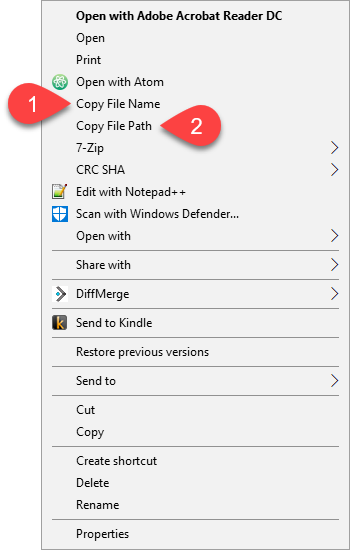 Open with Adobe Acrobat Reader DC
Open
Print
Open with Atom
1 Copy File Name
Copy File Path 2
7-Zip
CRC SHA
Edit with Notepad++
Scan with Windows Defender...
Open with
Share with
DiffMerge
Send to Kindle
Restore previous versions
Send to
Cut
Copy
Create shortcut
Delete
Rename
Properties